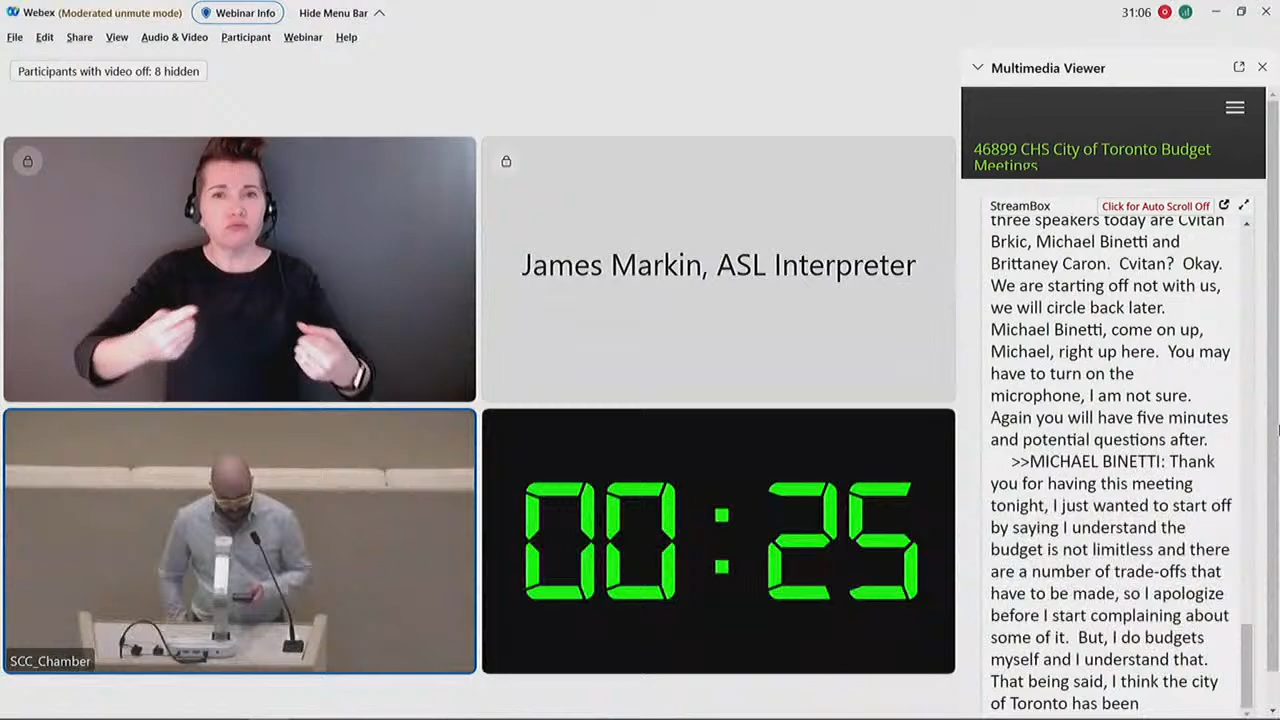 Webex (Moderated unmute mode) Webinar Info Hide Menu Bar 31:06
File Edit Share View Audio & Video Participant Webinar Help
Participants with video off: 8 hidden
Multimedia Viewer
46899 CHS City of Toronto Budget
Meetings
StreamBox Click for Auto Scroll Off
three speakers today are Cvitan
Brkic, Michael Binetti and
Brittaney Caron. Cvitan? Okay.
We are starting off not with us,
we will circle back later.
Michael Binetti, come on up,
Michael, right up here. You may
have to turn on the
microphone, I am not sure.
Again you will have five minutes
and potential questions after.
>>MICHAEL BINETTI: Thank
you for having this meeting
tonight, I just wanted to start off
by saying I understand the
budget is not limitless and there
are a number of trade-offs that
have to be made, so I apologize
before I start complaining about
some of it. But, I do budgets
myself and I understand that.
That being said, I think the city
of Toronto has been
James Markin, ASL Interpreter
SCC_Chamber
00:25